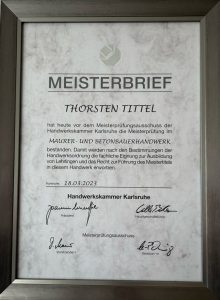 MEISTERBRIEF
THORSTEN TITTEL
hat heute vor dem Meisterprüfungsausschuss der
Handwerkskammer Karlsruhe die Meisterprüfung im
MAURER- UND BETONBAUERHANDWERK
bestanden. Damit werden nach den Bestimmungen der
Handwerksordnung die fachliche Eignung zur Ausbildung
von Lehrlingen und das Recht zur Führung des Meistertitels
in diesem Handwerk erworben.
Karlsruhe, 18.03.2023
Handwerkskammer Karlsruhe
Präsident
Hauptgeschäftsführer
Meisterprüfungsausschuss